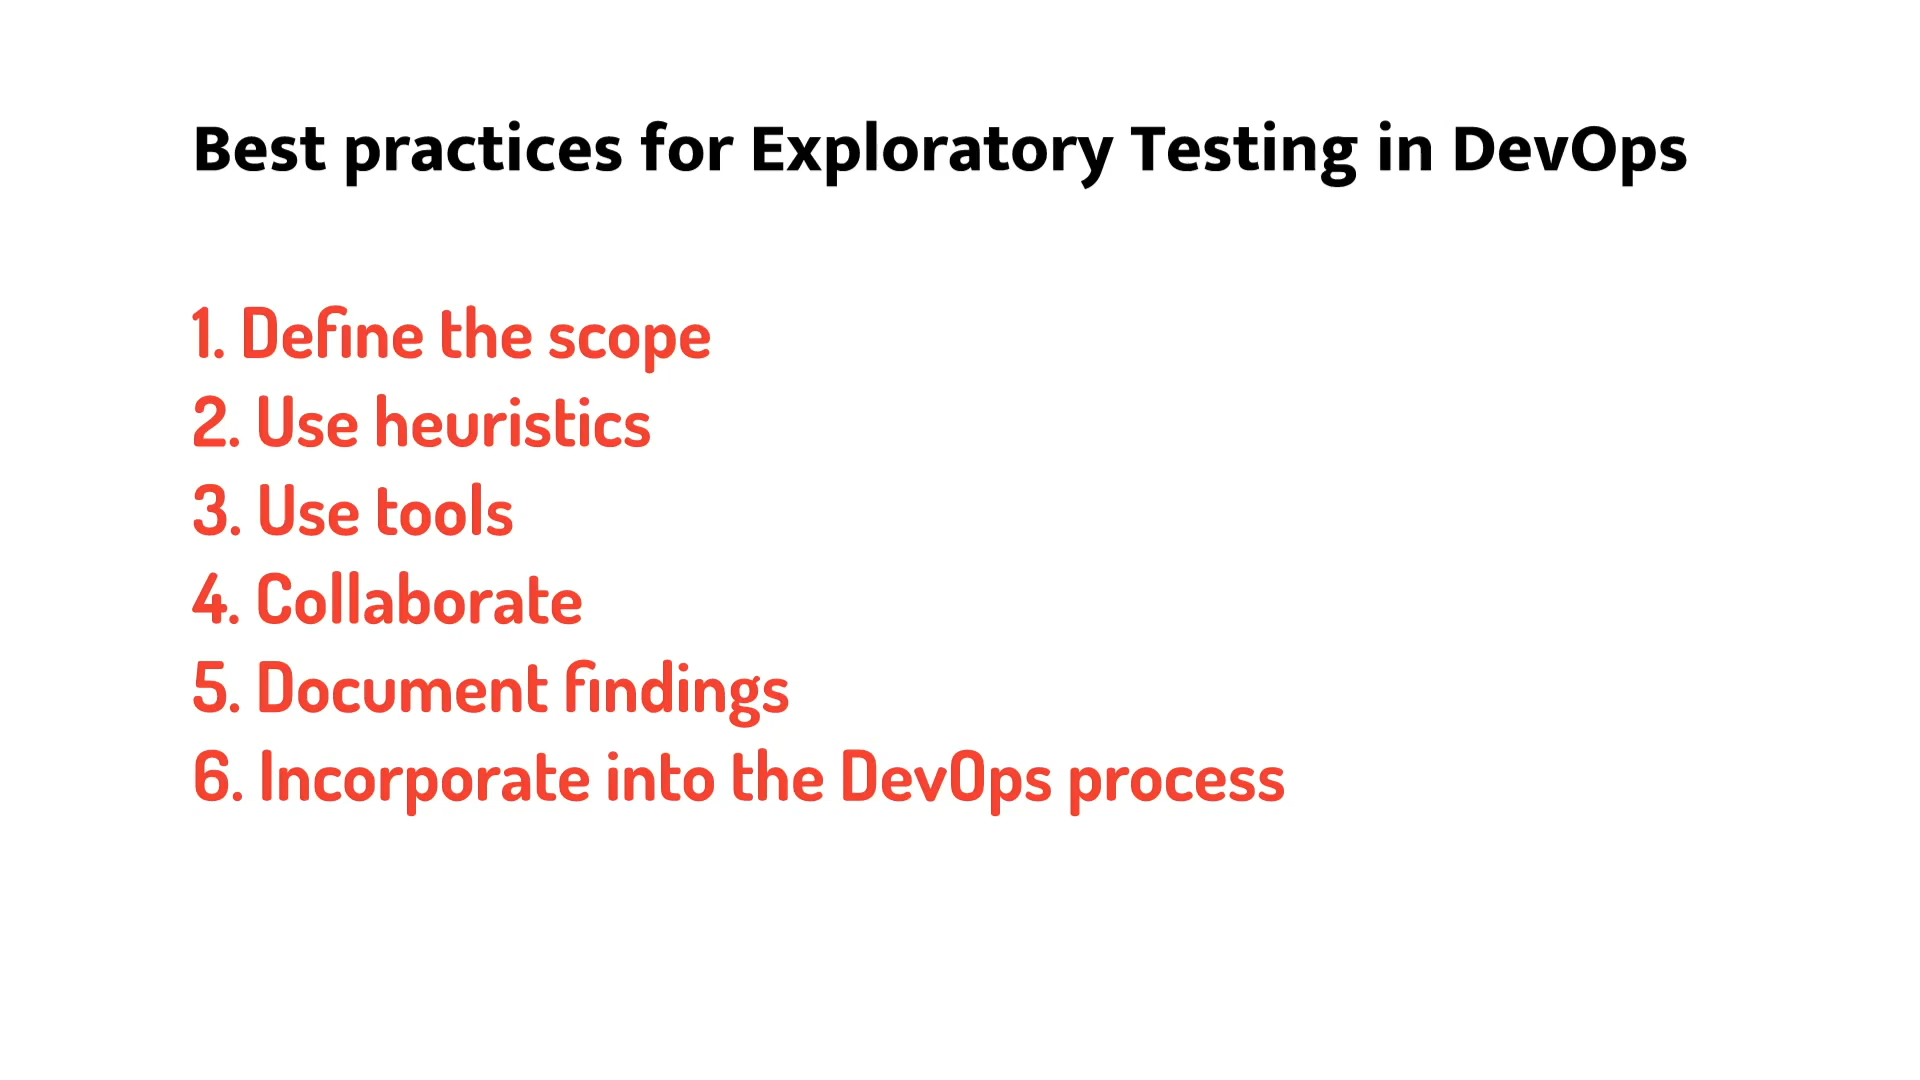 Best practices for Exploratory Testing in DevOps
1. Define the scope
2. Use heuristics
3. Use tools
4. Collaborate
5. Document findings
6. Incorporate into the DevOps process